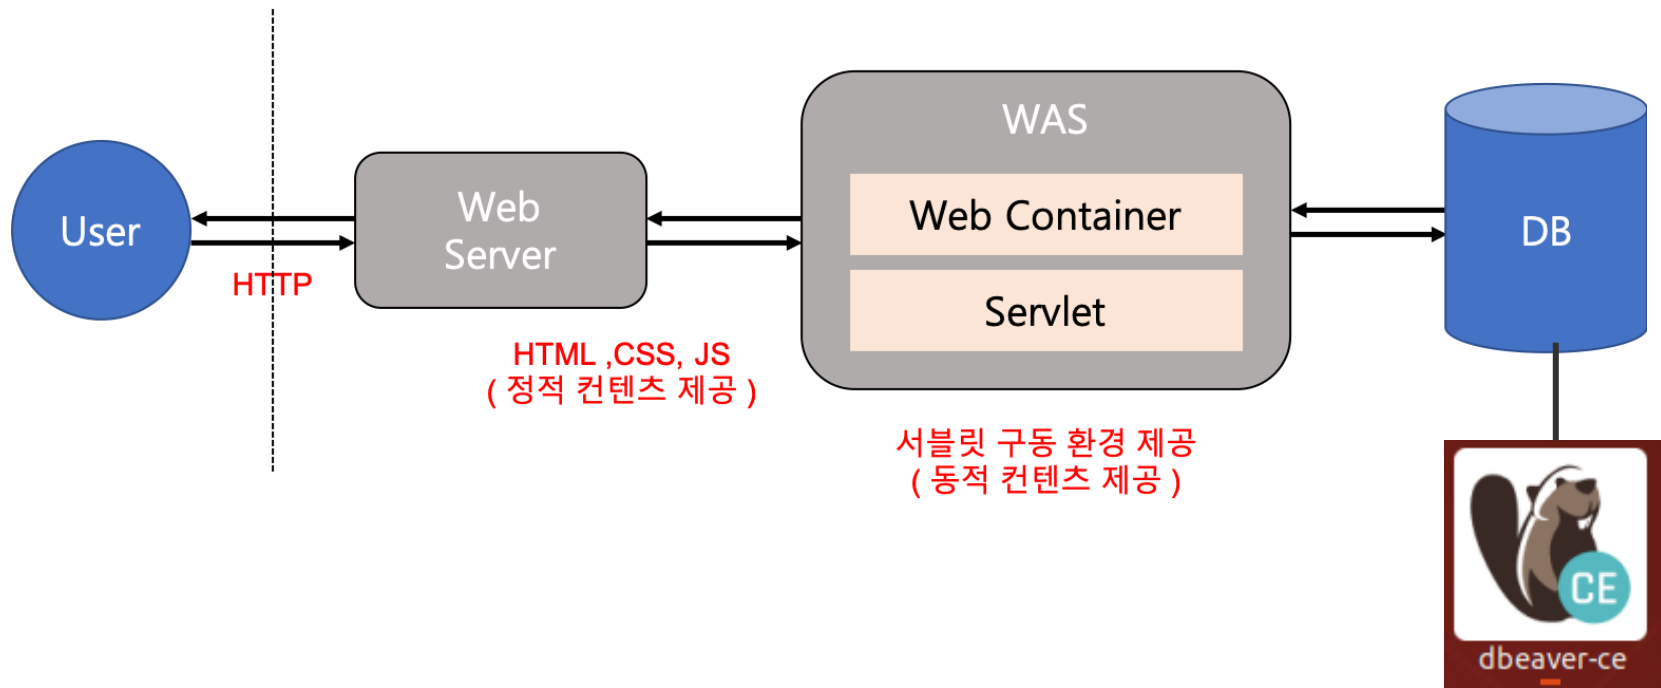 User
HTTP
Web
Server
HTML ,CSS, JS
( 정적 컨텐츠 제공 )
WAS
Web Container
Servlet
서블릿 구동 환경 제공
( 동적 컨텐츠 제공 )
DB
CE
dbeaver-ce